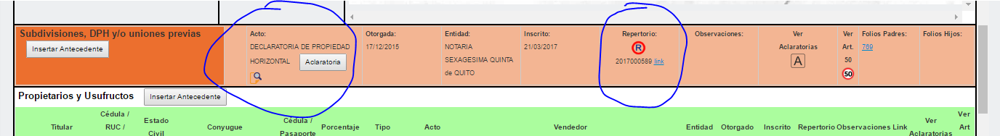 Subdivisiones, DPH y/o uniones previas
Insertar Antecedente
Acto:
DECLARATORIA DE PROPIEDAD
HORIZONTAL
Aclaratoria
Otorgada:
17/12/2015
Entidad:
NOTARIA
SEXAGESIMA QUINTA
de QUITO
Inscrito:
21/03/2017
Repertorio:
R
2017000589 link
Observaciones:
Ver
Aclaratorias
A
Ver
Art.
50
50
Folios Padres:
769
Folios Hijos:
Propietarios y Usufructos
Insertar Antecedente
Titular
Cédula /
RUC /
Estado
Civil
Conyugue
Cédula /
Pasaporte
Porcentaje
Tipo
Acto
Vendedor
Entidad
Otorgado
Inscrito
Repertorio
Observaciones
Link
Ver
Aclaratorias
Ver
Art